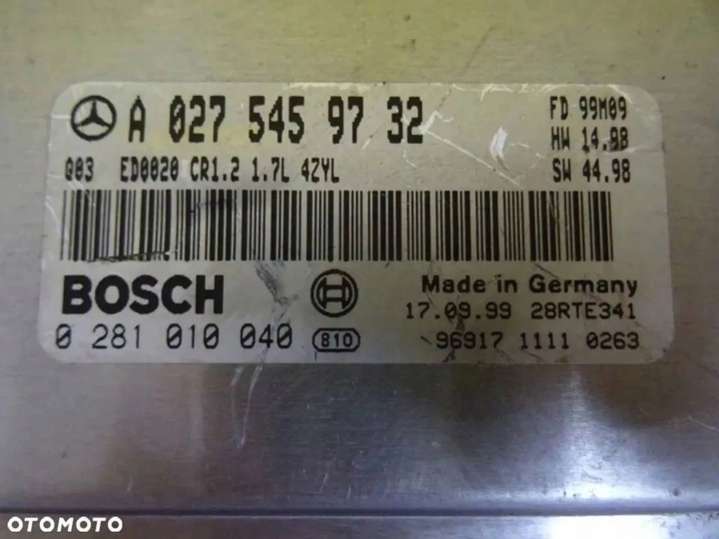 A 027 545 97 32
FD 99M09
HW 14.98
Q03 ED0020 CR1.2 1.7L 4ZYL
SW 44.98
BOSCH
Made in Germany
17.09.99 28RTE341
0 281 010 040 810
96917 1111 0263
OTOMOTO
OTOMOTO